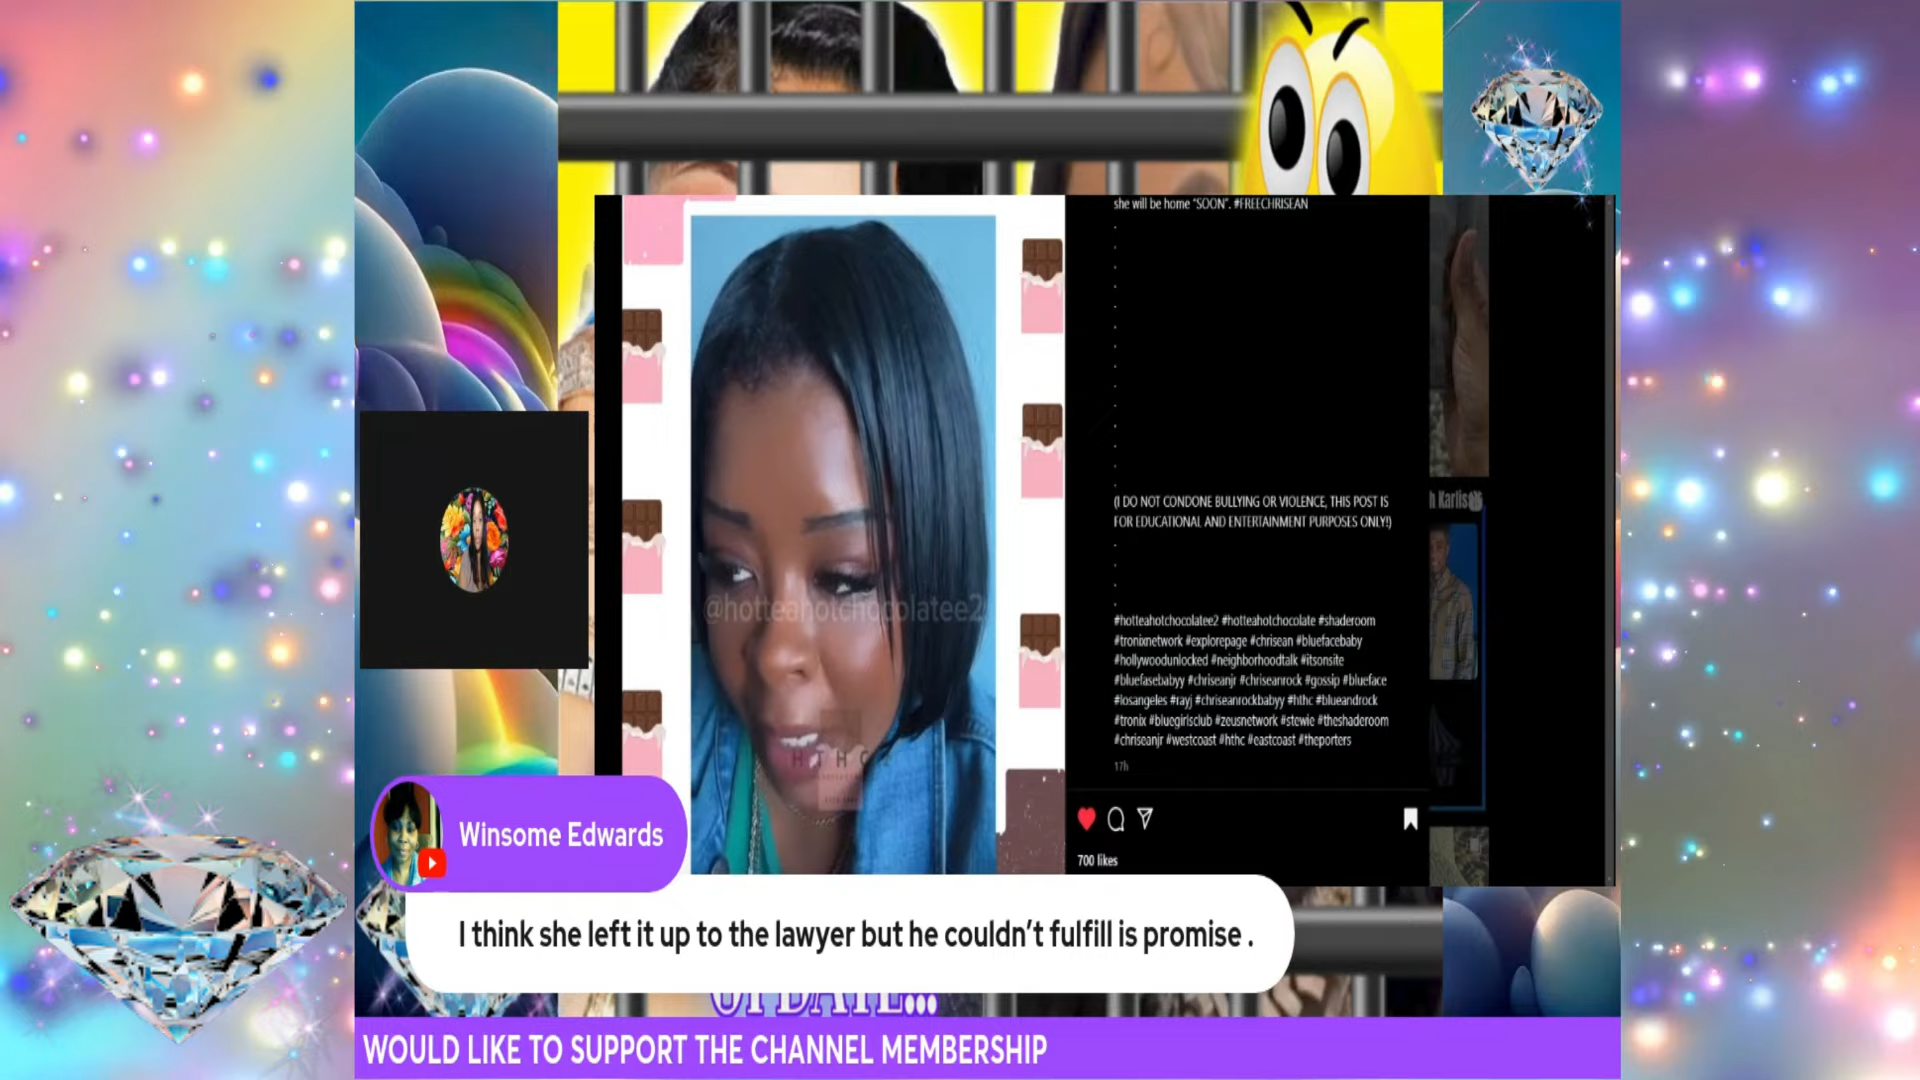 she will be home "SOON". #FREECHRISEAN
(I DO NOT CONDONE BULLYING OR VIOLENCE, THIS POST IS
FOR EDUCATIONAL AND ENTERTAINMENT PURPOSES ONLY!)
h Karlis
@hotteahotchocolatee2
#hotteahotchocolatee2 #hotteahotchocolate #shaderoom
#tronixnetwork #explorepage #chrisean #bluefacebaby
#hollywoodunlocked #neighborhoodtalk #itsonsite
#bluefasebabyy #chriseanjr #chriseanrock #gossip #blueface
#losangeles #rayj #chriseanrockbabyy #hthc #blueandrock
#tronix #bluegirlsclub #zeusnetwork #stewie #theshaderoom
#chriseanjr #westcoast #hthc #eastcoast #theporters
17h
H T H C
700 likes
Winsome Edwards
I think she left it up to the lawyer but he couldn't fulfill is promise .
UPDATE...
WOULD LIKE TO SUPPORT THE CHANNEL MEMBERSHIP